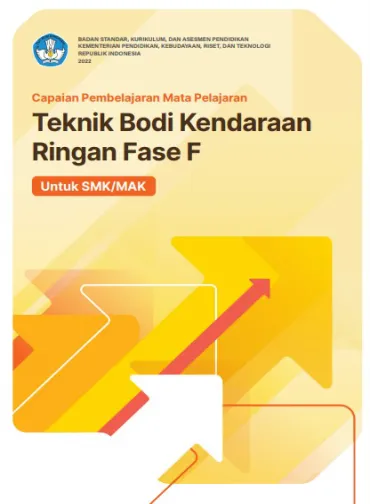 BADAN STANDAR, KURIKULUM, DAN ASESMEN PENDIDIKAN
KEMENTERIAN PENDIDIKAN, KEBUDAYAAN, RISET, DAN TEKNOLOGI
REPUBLIK INDONESIA
2022
Capaian Pembelajaran Mata Pelajaran
Teknik Bodi Kendaraan
Ringan Fase F
Untuk SMK/MAK